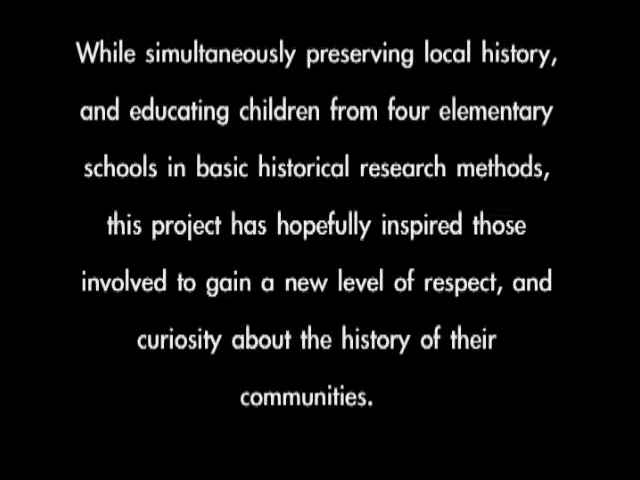 While simultaneously preserving local history,
and educating children from four elementary
schools in basic historical research methods,
this project has hopefully inspired those
involved to gain a new level of respect, and
curiosity about the history of their
communities.